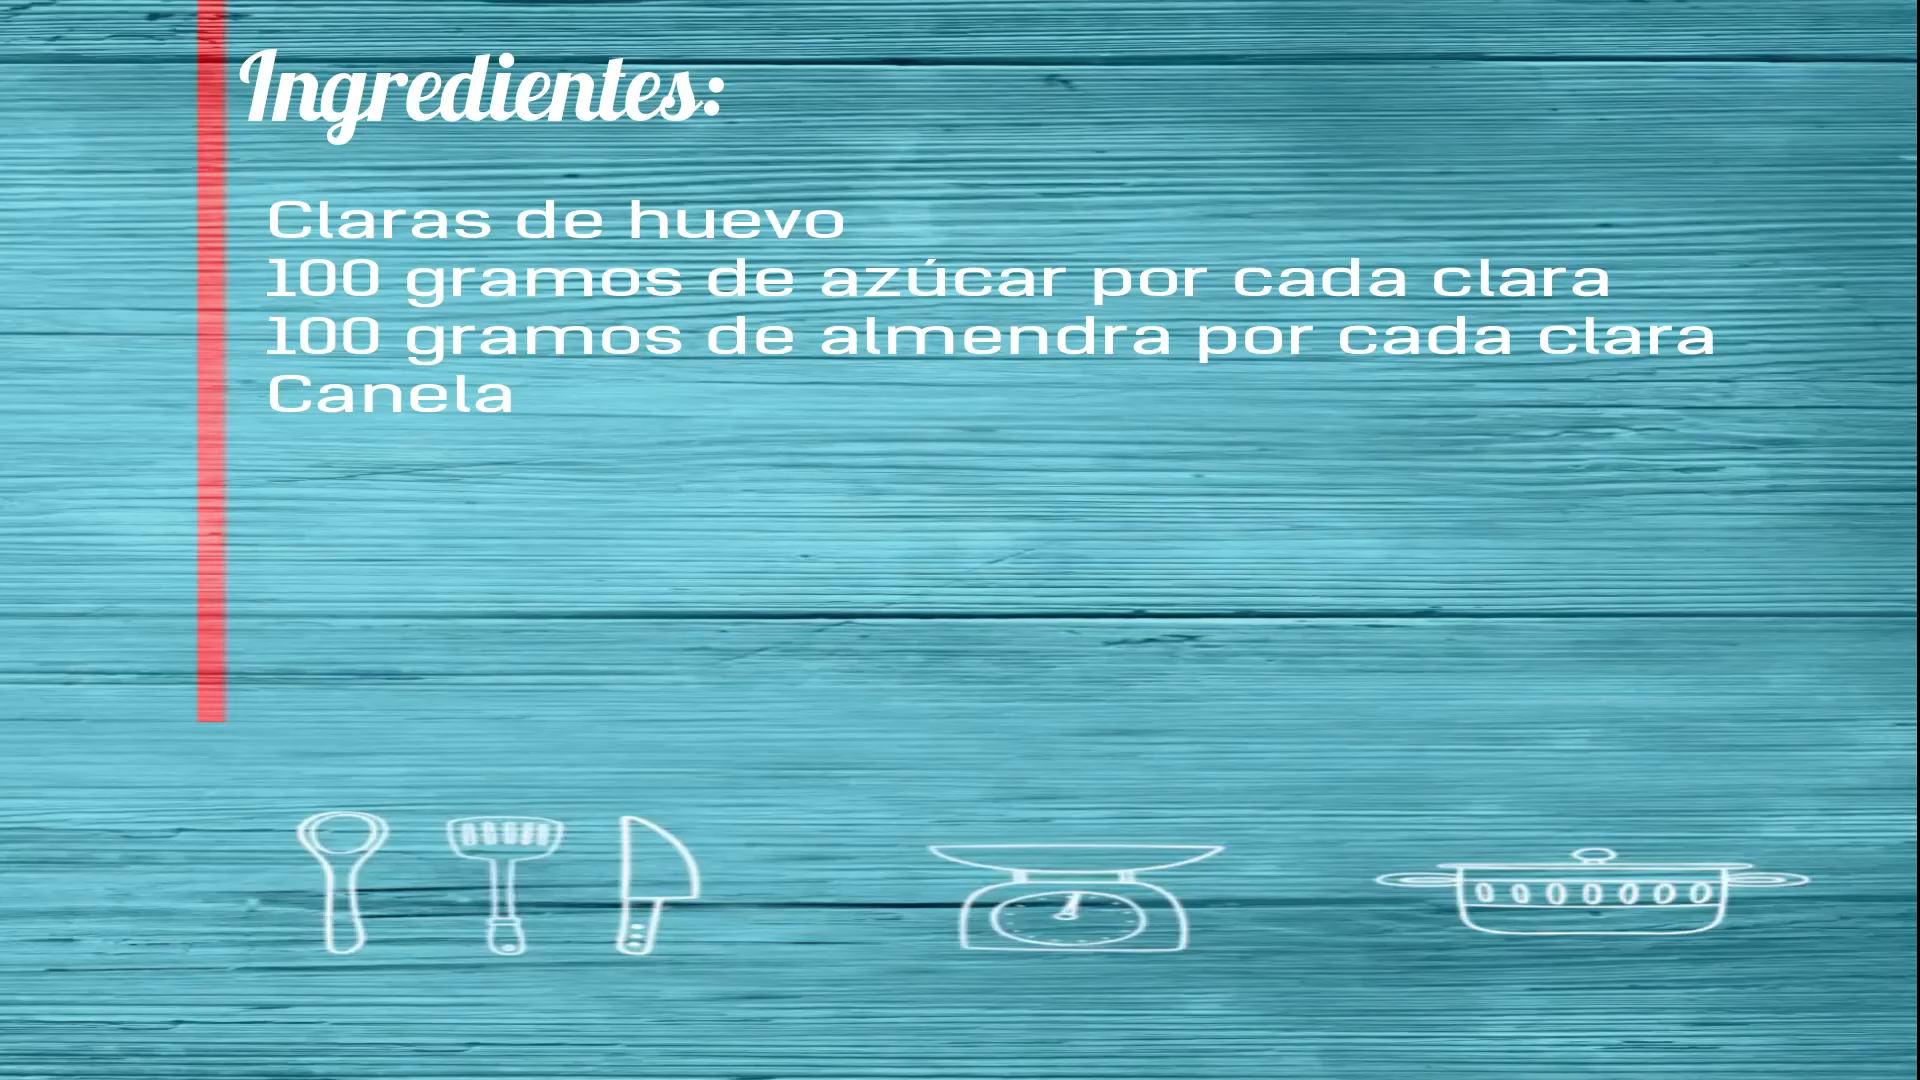 Ingredientes:
Claras de huevo
100 gramos de azúcar por cada clara
100 gramos de almendra por cada clara
Canela